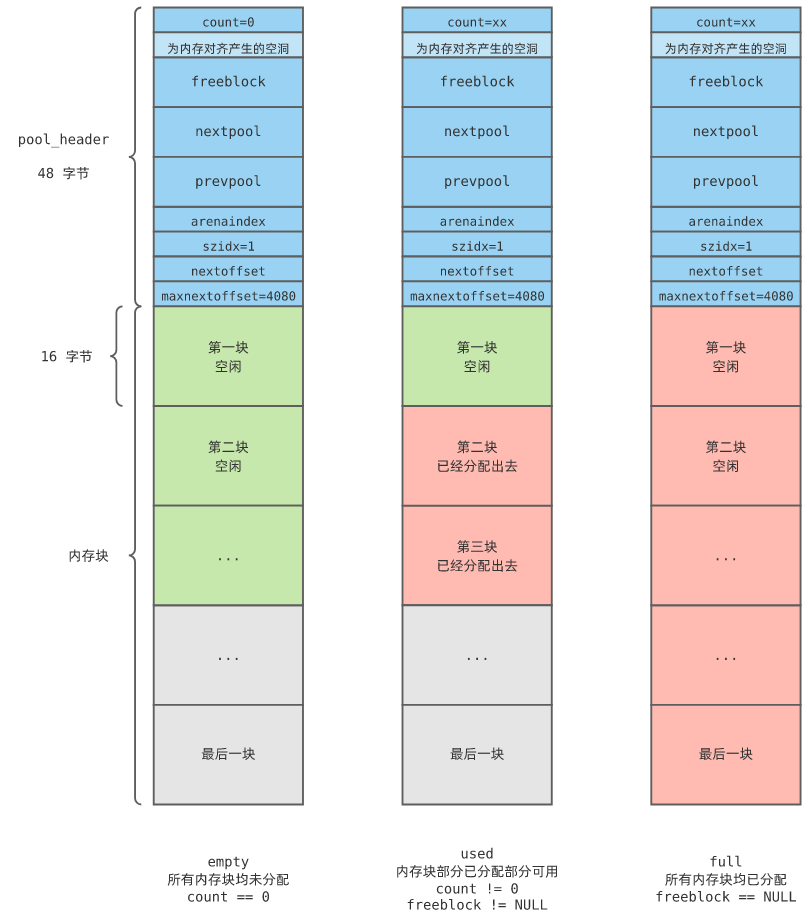 count=0
为内存对齐产生的空洞
freeblock
nextpool
prevpool
arenaindex
szidx=1
nextoffset
maxnextoffset=4080
第一块
空闲
第二块
空闲
...
...
最后一块
empty
所有内存块均未分配
count == 0
pool_header
48 字节
16 字节
内存块
count=xx
为内存对齐产生的空洞
freeblock
nextpool
prevpool
arenaindex
szidx=1
nextoffset
maxnextoffset=4080
第一块
空闲
第二块
已经分配出去
第三块
已经分配出去
...
最后一块
used
内存块部分已分配部分可用
count != 0
freeblock != NULL
count=xx
为内存对齐产生的空洞
freeblock
nextpool
prevpool
arenaindex
szidx=1
nextoffset
maxnextoffset=4080
第一块
空闲
第二块
空闲
...
...
最后一块
full
所有内存块均已分配
freeblock == NULL